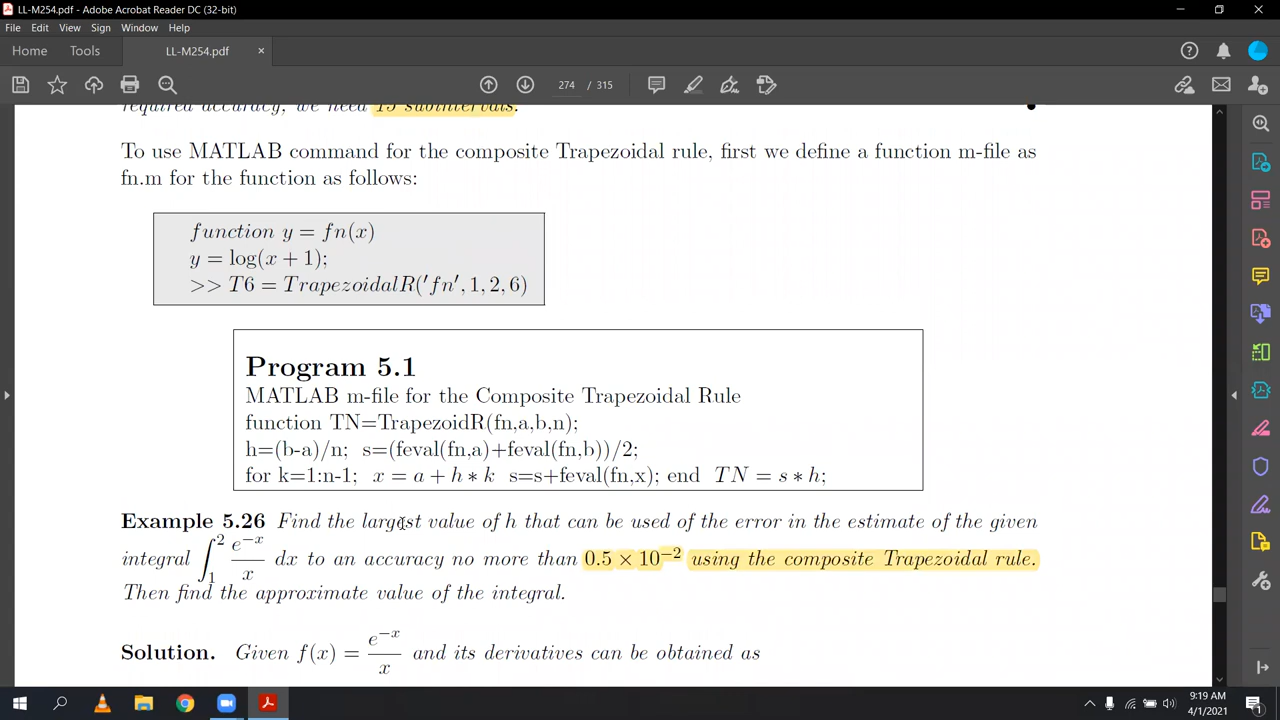 LL-M254.pdf - Adobe Acrobat Reader DC (32-bit)
File Edit View Sign Window Help
Home Tools LL-M254.pdf ×
274 / 315
required accuracy, we need 15 subintervals.
To use MATLAB command for the composite Trapezoidal rule, first we define a function m-file as
fn.m for the function as follows:
function y = fn(x)
y = log(x + 1);
>> T6 = TrapezoidalR('fn', 1, 2, 6)
Program 5.1
MATLAB m-file for the Composite Trapezoidal Rule
function TN=TrapezoidR(fn,a,b,n);
h=(b-a)/n; s=(feval(fn,a)+feval(fn,b))/2;
for k=1:n-1; x = a + h ∗ k s=s+feval(fn,x); end TN = s ∗ h;
Example 5.26 Find the largest value of h that can be used of the error in the estimate of the given
integral ∫₁² e⁻ˣ/x dx to an accuracy no more than 0.5 × 10⁻² using the composite Trapezoidal rule.
Then find the approximate value of the integral.
Solution. Given f(x) = e⁻ˣ/x and its derivatives can be obtained as
9:19 AM
4/1/2021